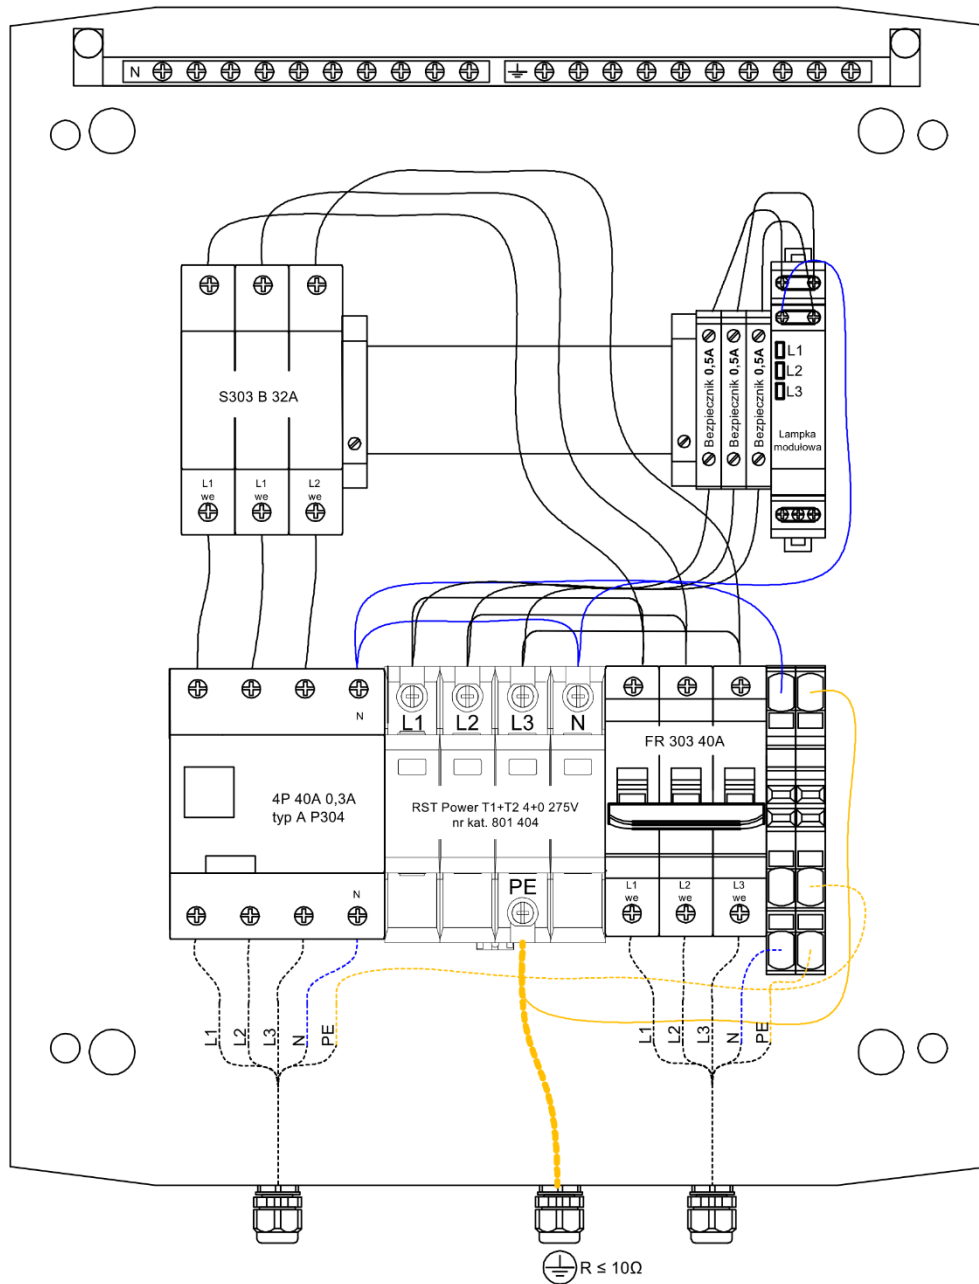 N
L1
L2
L3
Lampka
modułowa
Bezpiecznik 0,5A
Bezpiecznik 0,5A
Bezpiecznik 0,5A
S303 B 32A
L1
we
L1
we
L2
we
N
L1
L2
L3
N
FR 303 40A
4P 40A 0,3A
typ A P304
RST Power T1+T2 4+0 275V
nr kat. 801 404
PE
N
L1
we
L2
we
L3
we
L1
L2
L3
N
PE
L1
L2
L3
N
PE
R ≤ 10Ω